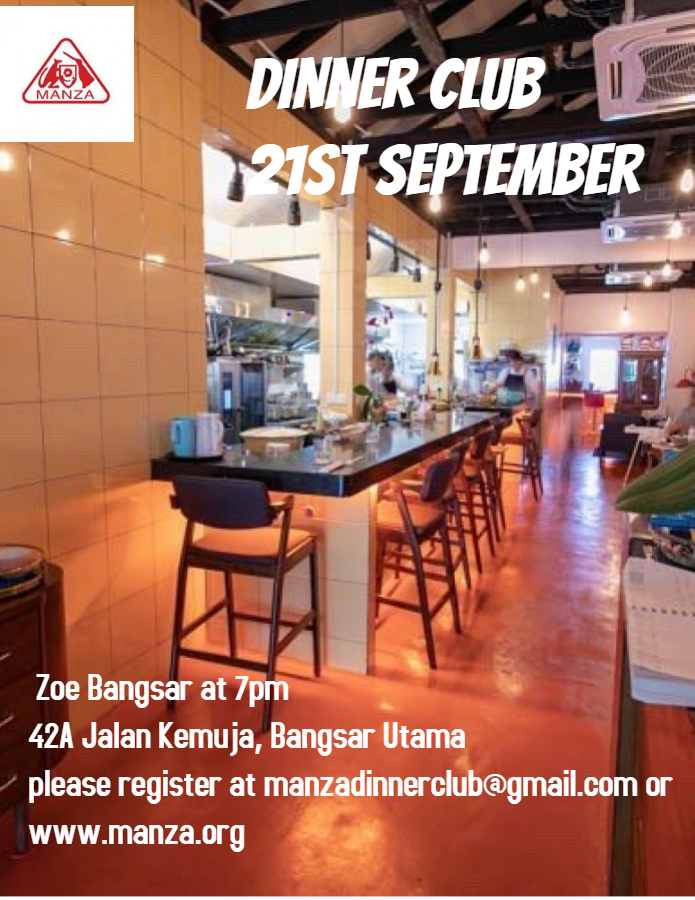 MANZA
DINNER CLUB
21ST SEPTEMBER
Zoe Bangsar at 7pm
42A Jalan Kemuja, Bangsar Utama
please register at manzadinnerclub@gmail.com or
www.manza.org